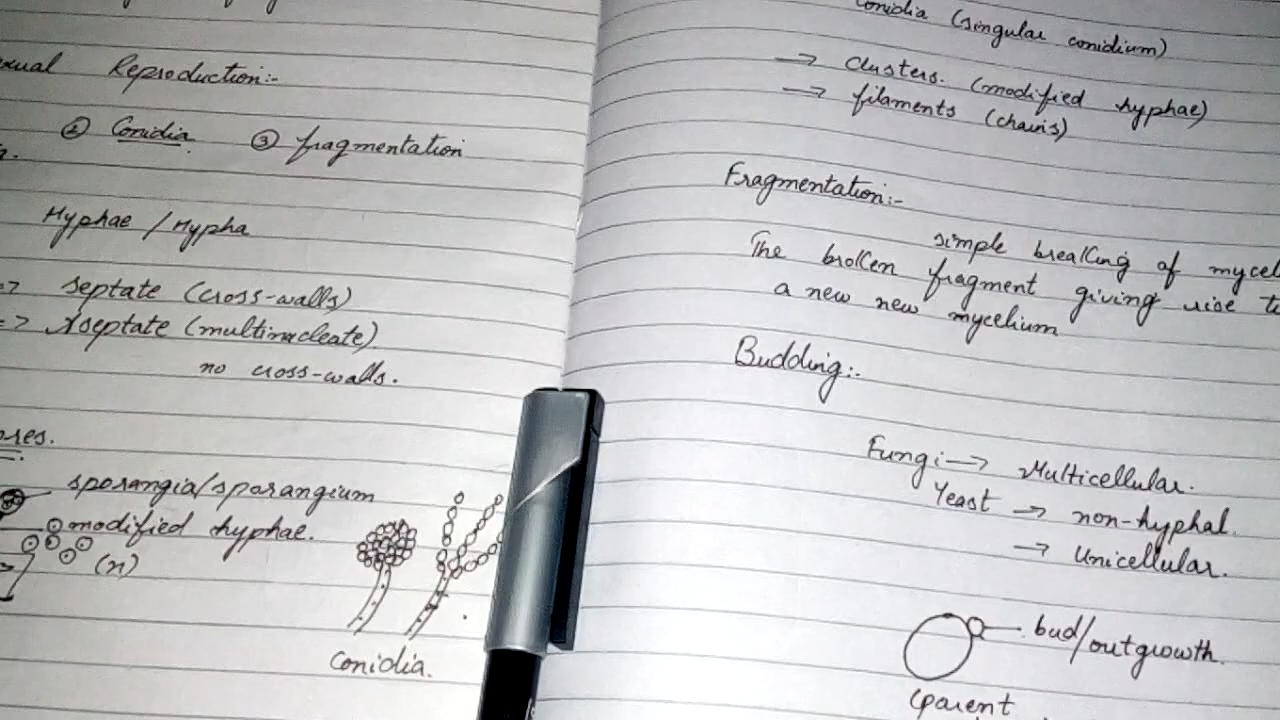 Reproduction:-
② Conidia ③ fragmentation
Hyphae / Hypha
=> septate (cross-walls)
=> Aseptate (multinucleate)
no cross-walls.
sporangia/sporangium
modified hyphae.
(n)
Conidia.
Conidia (singular conidium)
→ Clusters. (modified hyphae)
→ filaments (chains)
Fragmentation:-
simple breaking of
The broken fragment giving rise
a new new mycelium
Budding:-
Fungi → Multicellular.
Yeast → non-hyphal.
→ Unicellular.
bud/outgrowth.
(parent